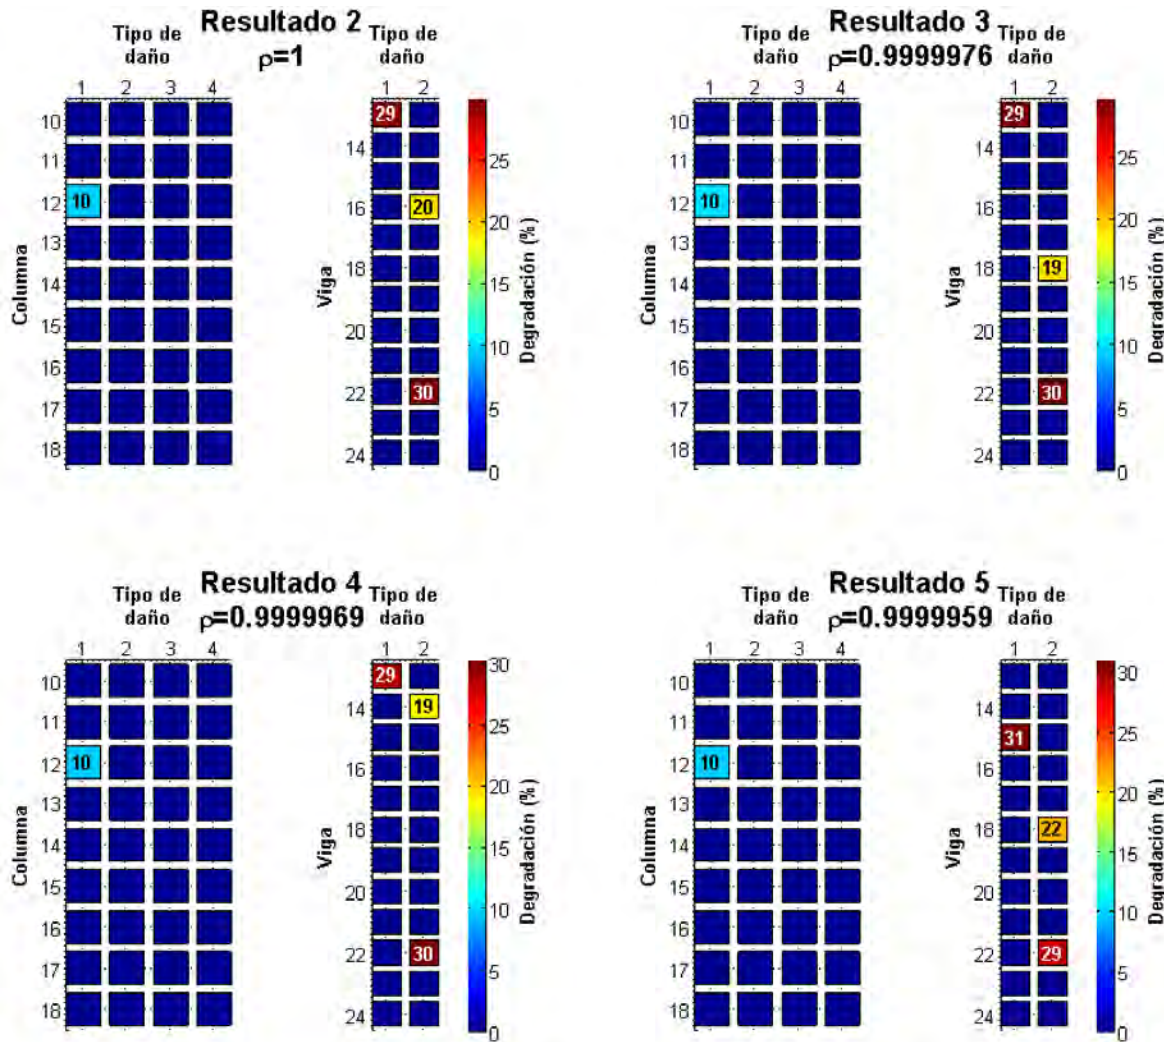 Resultado 2
ρ=1
Tipo de
daño
Tipo de
daño
1 2 3 4
1 2
Columna
10
11
12
13
14
15
16
17
18
10
Viga
14
16
18
20
22
24
29
20
30
Degradación (%)
25
20
15
10
5
0
Resultado 3
ρ=0.9999976
Tipo de
daño
Tipo de
daño
1 2 3 4
1 2
Columna
10
11
12
13
14
15
16
17
18
10
Viga
14
16
18
20
22
24
29
19
30
Degradación (%)
25
20
15
10
5
0
Resultado 4
ρ=0.9999969
Tipo de
daño
Tipo de
daño
1 2 3 4
1 2
Columna
10
11
12
13
14
15
16
17
18
10
Viga
14
16
18
20
22
24
29
19
30
Degradación (%)
30
25
20
15
10
5
0
Resultado 5
ρ=0.9999959
Tipo de
daño
Tipo de
daño
1 2 3 4
1 2
Columna
10
11
12
13
14
15
16
17
18
10
Viga
14
16
18
20
22
24
31
22
29
Degradación (%)
30
25
20
15
10
5
0